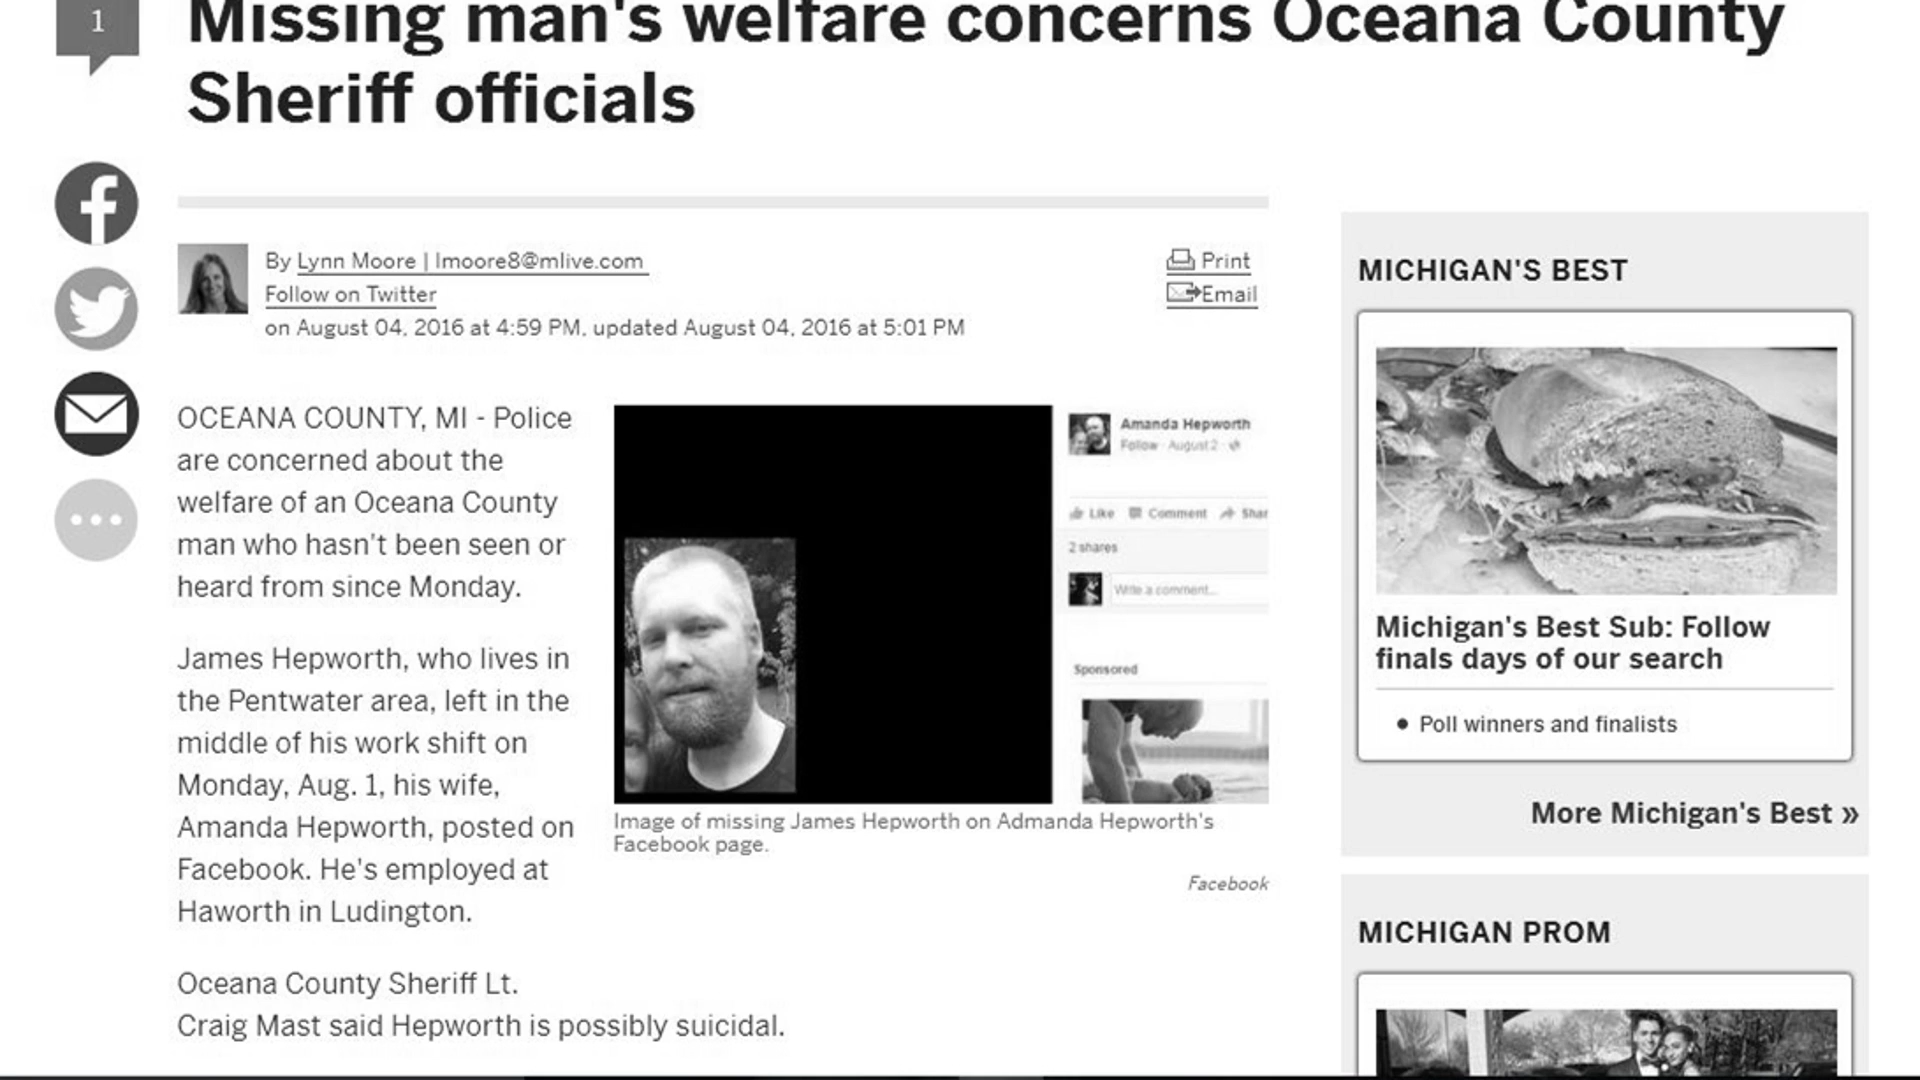 1
Missing man's welfare concerns Oceana County
Sheriff officials
By Lynn Moore | lmoore8@mlive.com
Follow on Twitter
on August 04, 2016 at 4:59 PM, updated August 04, 2016 at 5:01 PM
Print
Email
OCEANA COUNTY, MI - Police
are concerned about the
welfare of an Oceana County
man who hasn't been seen or
heard from since Monday.
James Hepworth, who lives in
the Pentwater area, left in the
middle of his work shift on
Monday, Aug. 1, his wife,
Amanda Hepworth, posted on
Facebook. He's employed at
Haworth in Ludington.
Oceana County Sheriff Lt.
Craig Mast said Hepworth is possibly suicidal.
Amanda Hepworth
Follow · August 2 ·
Like Comment Shar
2 shares
Write a comment...
Sponsored
Image of missing James Hepworth on Admanda Hepworth's
Facebook page.
Facebook
MICHIGAN'S BEST
Michigan's Best Sub: Follow
finals days of our search
• Poll winners and finalists
More Michigan's Best »
MICHIGAN PROM